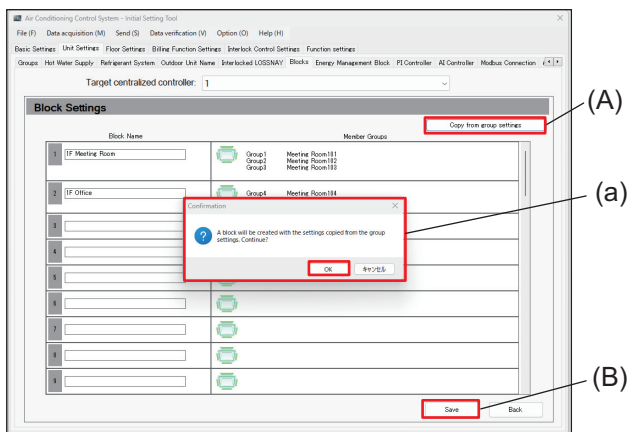 Air Conditioning Control System - Initial Setting Tool
File (F) Data acquisition (M) Send (S) Data verification (V) Option (O) Help (H)
Basic Settings Unit Settings Floor Settings Billing Function Settings Interlock Control Settings Function settings
Groups Hot Water Supply Refrigerant System Outdoor Unit Name Interlocked LOSSNAY Blocks Energy Management Block PI Controller AI Controller Modbus Connection
Target centralized controller: 1
Block Settings
(A)
Copy from group settings
Block Name Member Groups
1 1F Meeting Room Group1 Meeting Room101
Group2 Meeting Room102
Group3 Meeting Room103
2 1F Office Group4 Meeting Room104
(a)
Confirmation
3
A block will be created with the settings copied from the group
settings. Continue?
4
OK キャンセル
5
6
7
8
9
(B)
Save Back